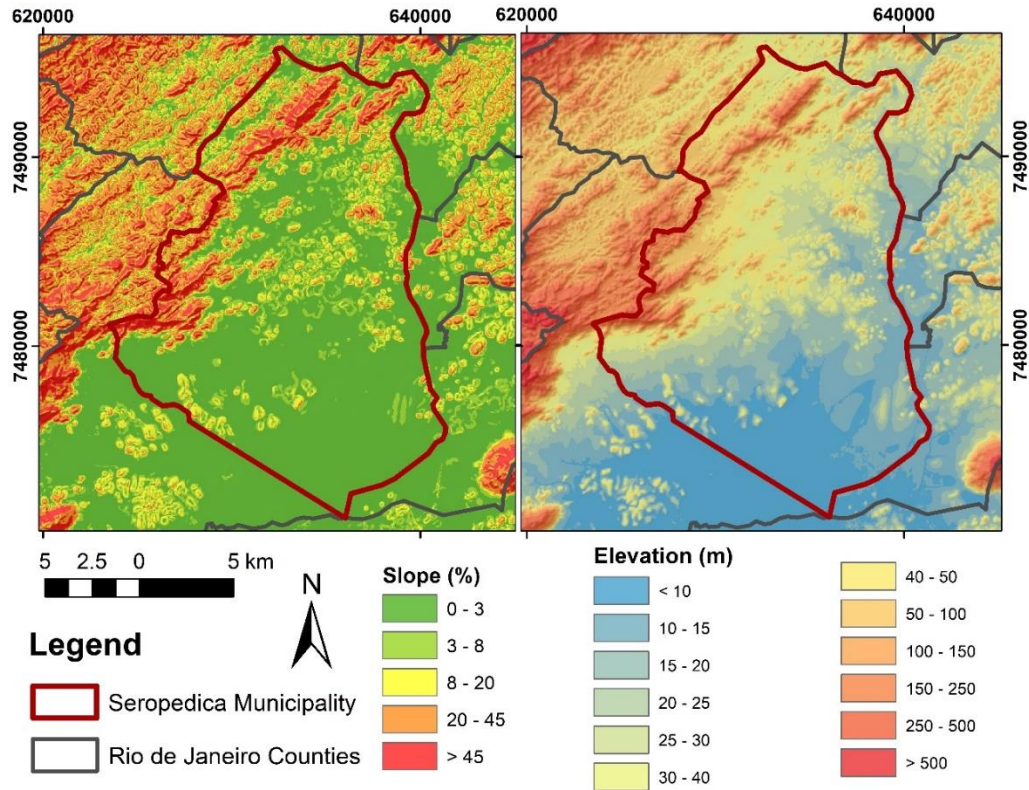 620000
640000
620000
640000
7490000
7480000
7490000
7480000
5 2.5 0 5 km
N
Legend
Seropedica Municipality
Rio de Janeiro Counties
Slope (%)
0 - 3
3 - 8
8 - 20
20 - 45
> 45
Elevation (m)
< 10
10 - 15
15 - 20
20 - 25
25 - 30
30 - 40
40 - 50
50 - 100
100 - 150
150 - 250
250 - 500
> 500